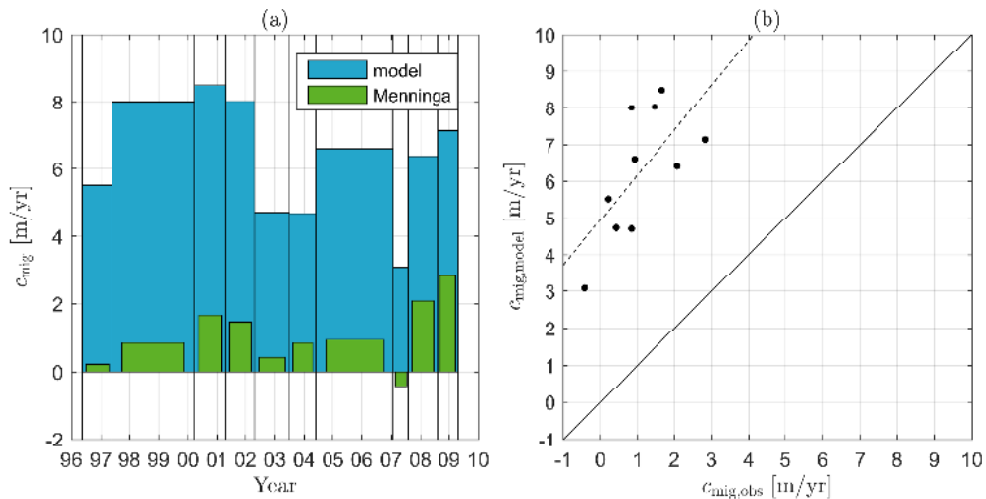 (a)
10
8
6
4
2
0
-2
c_mig [m/yr]
model
Menninga
96 97 98 99 00 01 02 03 04 05 06 07 08 09 10
Year
(b)
10
9
8
7
6
5
4
3
2
1
0
-1
c_mig,model [m/yr]
-1 0 1 2 3 4 5 6 7 8 9 10
c_mig,obs [m/yr]